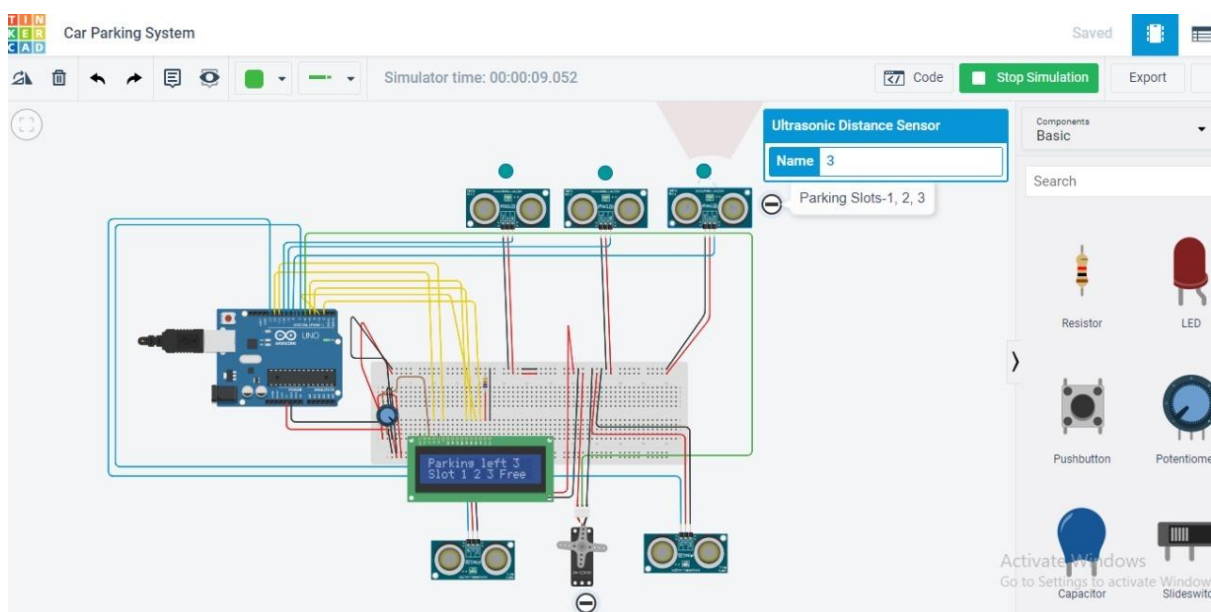 TIN
KER
CAD
Car Parking System
Saved
Simulator time: 00:00:09.052
Code
Stop Simulation
Export
Ultrasonic Distance Sensor
Name 3
Parking Slots-1, 2, 3
Components
Basic
Search
Resistor
LED
Pushbutton
Potentiome
Capacitor
Slideswitc
UNO
Parking left 3
Slot 1 2 3 Free
Activate Windows
Go to Settings to activate Window